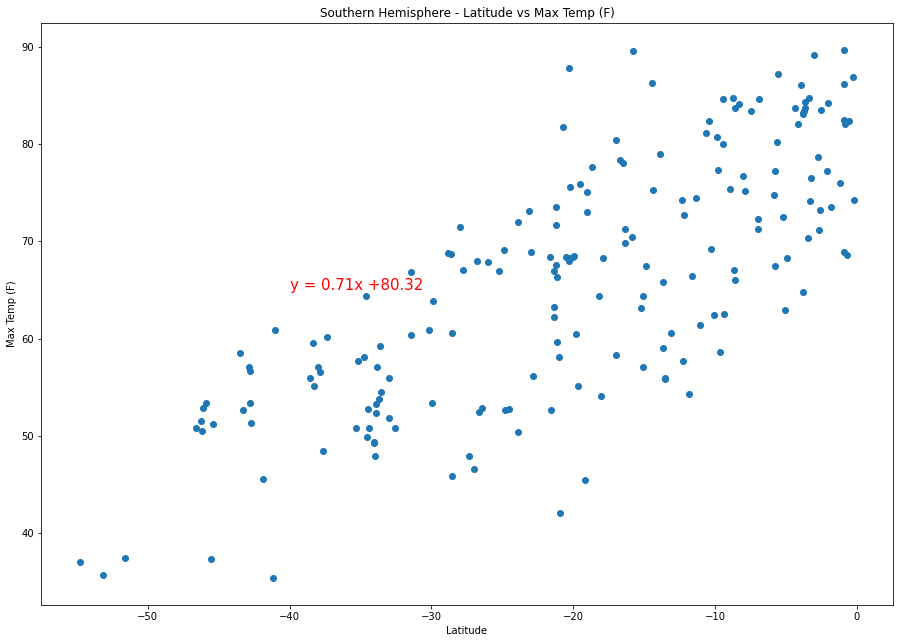 Southern Hemisphere - Latitude vs Max Temp (F)
90
80
70
y = 0.71x +80.32
Max Temp (F)
60
50
40
−50 −40 −30 −20 −10 0
Latitude